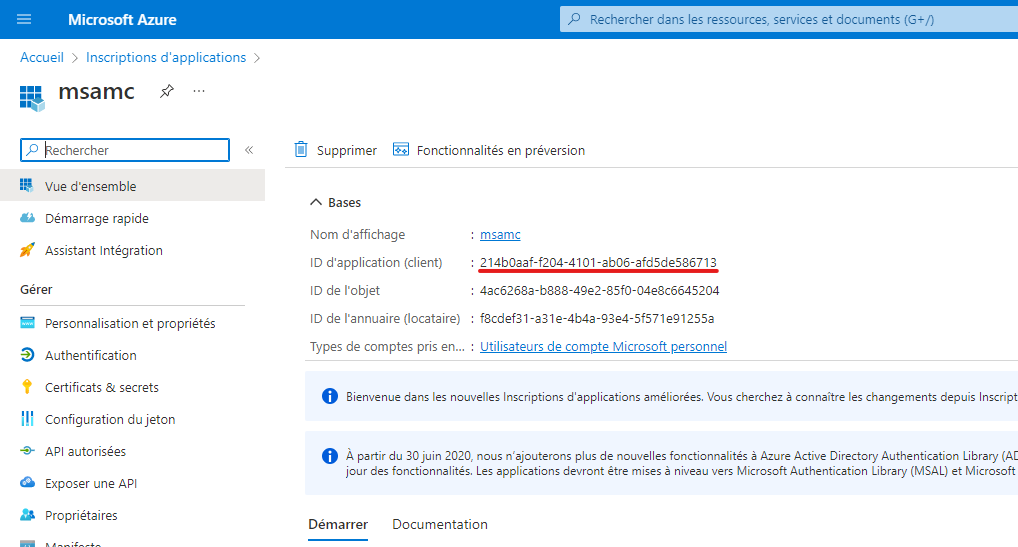 Microsoft Azure
Rechercher dans les ressources, services et documents (G+/)
Accueil > Inscriptions d'applications >
msamc
...
Rechercher
«
Supprimer
Fonctionnalités en préversion
Vue d'ensemble
Démarrage rapide
Assistant Intégration
Gérer
Personnalisation et propriétés
Authentification
Certificats & secrets
Configuration du jeton
API autorisées
Exposer une API
Propriétaires
Manifeste
Bases
Nom d'affichage : msamc
ID d'application (client) : 214b0aaf-f204-4101-ab06-afd5de586713
ID de l'objet : 4ac6268a-b888-49e2-85f0-04e8c6645204
ID de l'annuaire (locataire) : f8cdef31-a31e-4b4a-93e4-5f571e91255a
Types de comptes pris en... : Utilisateurs de compte Microsoft personnel
Bienvenue dans les nouvelles Inscriptions d'applications améliorées. Vous cherchez à connaître les changements depuis Inscript
À partir du 30 juin 2020, nous n'ajouterons plus de nouvelles fonctionnalités à Azure Active Directory Authentication Library (AD
jour des fonctionnalités. Les applications devront être mises à niveau vers Microsoft Authentication Library (MSAL) et Microsoft
Démarrer
Documentation